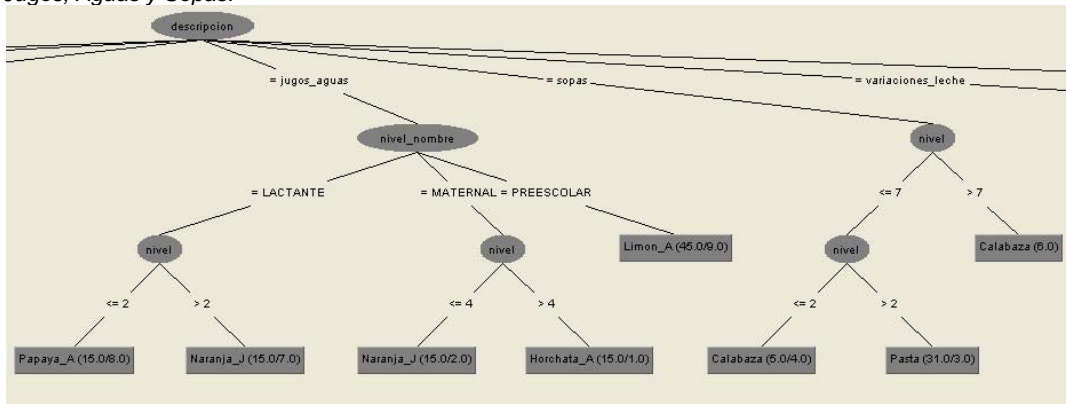 Jugos, Aguas y Sopas.
descripcion
= jugos_aguas
= sopas
= variaciones_leche
nivel_nombre
nivel
= LACTANTE
= MATERNAL
= PREESCOLAR
<= 7
> 7
nivel
nivel
Limon_A (45.0/9.0)
nivel
Calabaza (6.0)
<= 2
> 2
<= 4
> 4
<= 2
> 2
Papaya_A (15.0/8.0)
Naranja_J (15.0/7.0)
Naranja_J (15.0/2.0)
Horchata_A (15.0/1.0)
Calabaza (5.0/4.0)
Pasta (31.0/3.0)